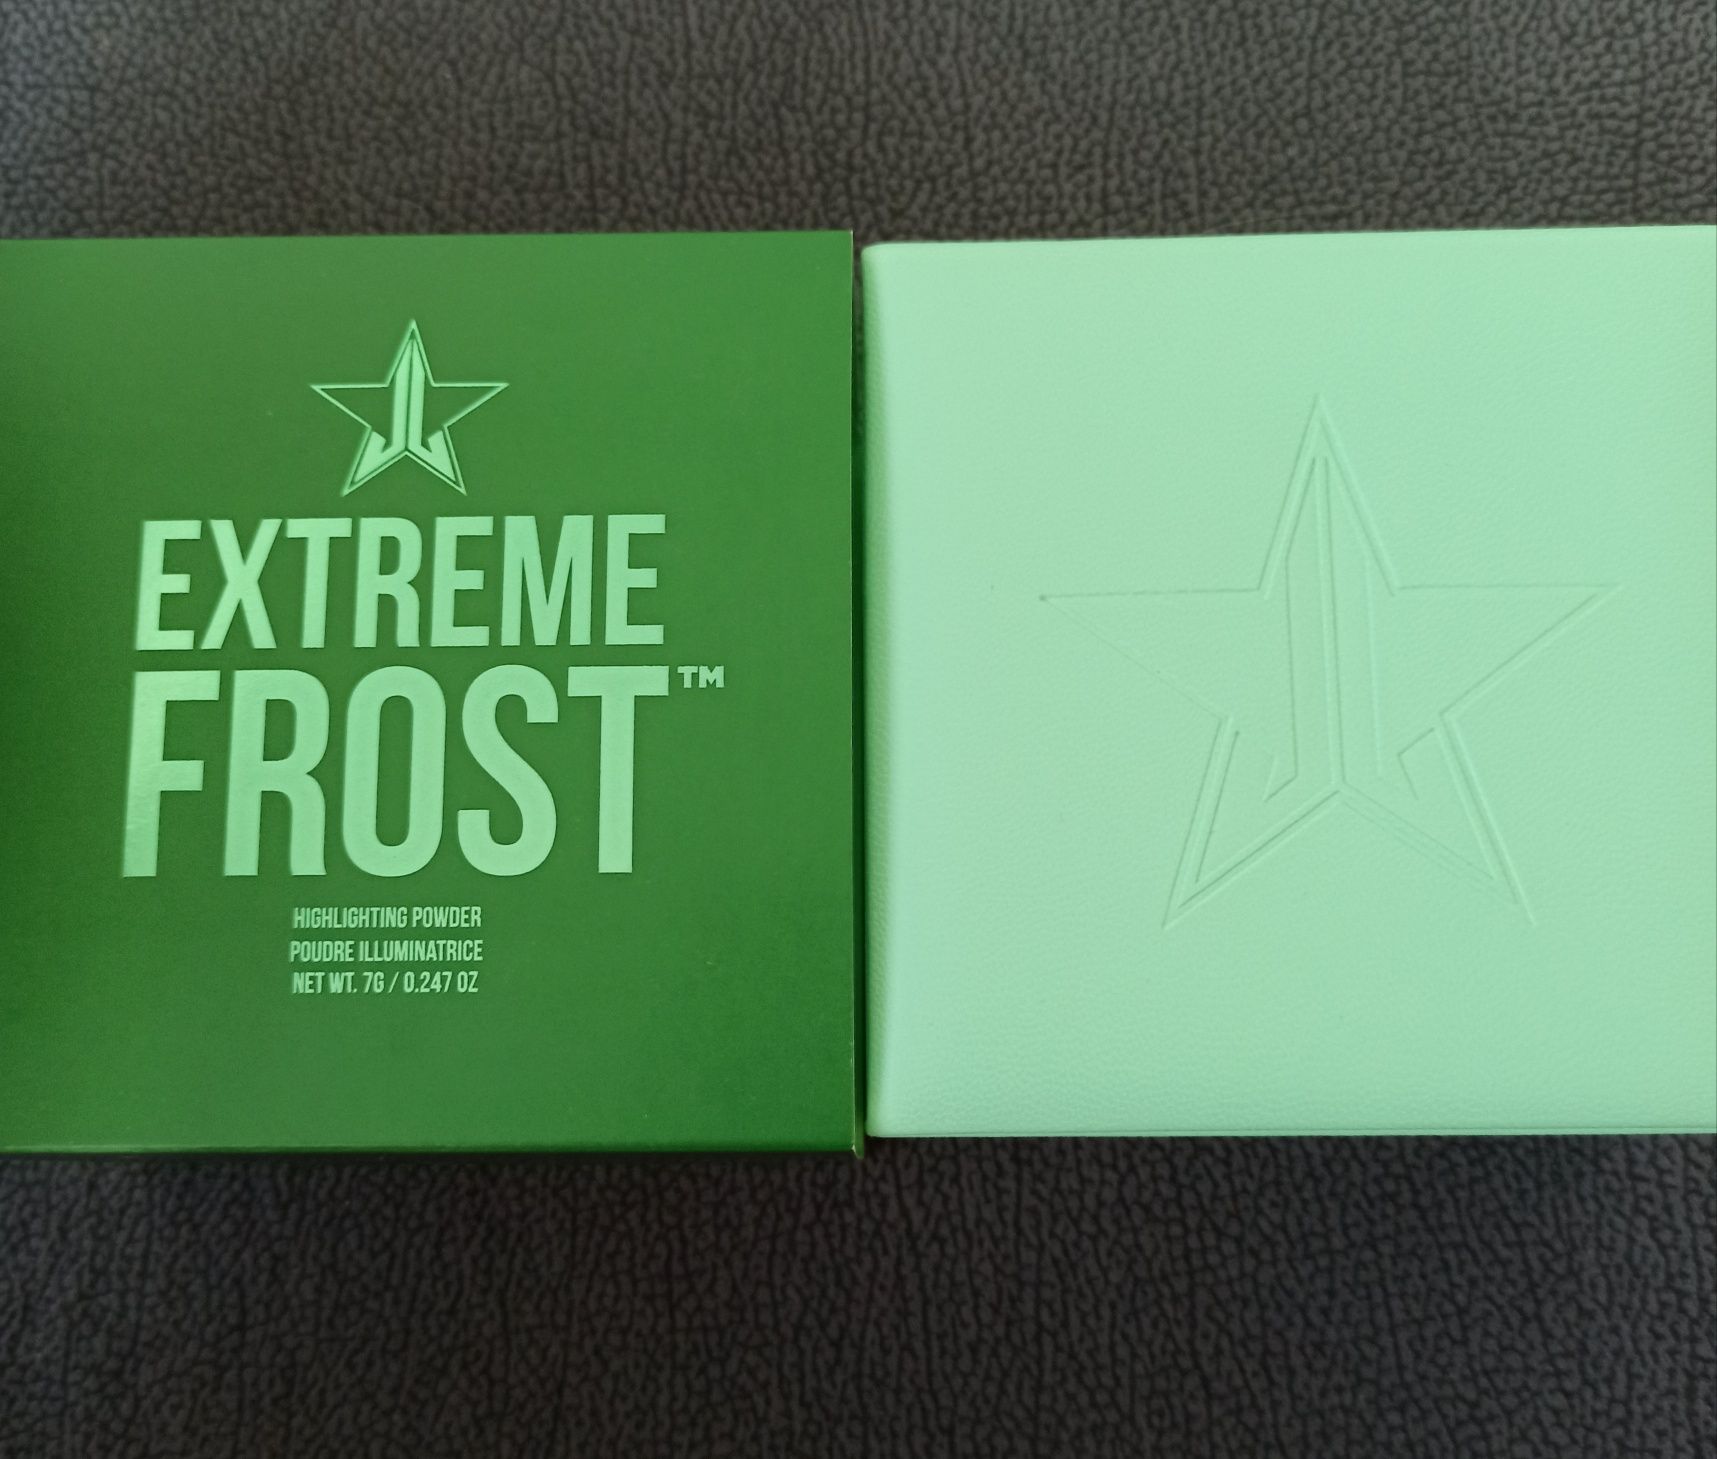 EXTREME
FROST™
HIGHLIGHTING POWDER
POUDRE ILLUMINATRICE
NET WT. 7G / 0.247 OZ